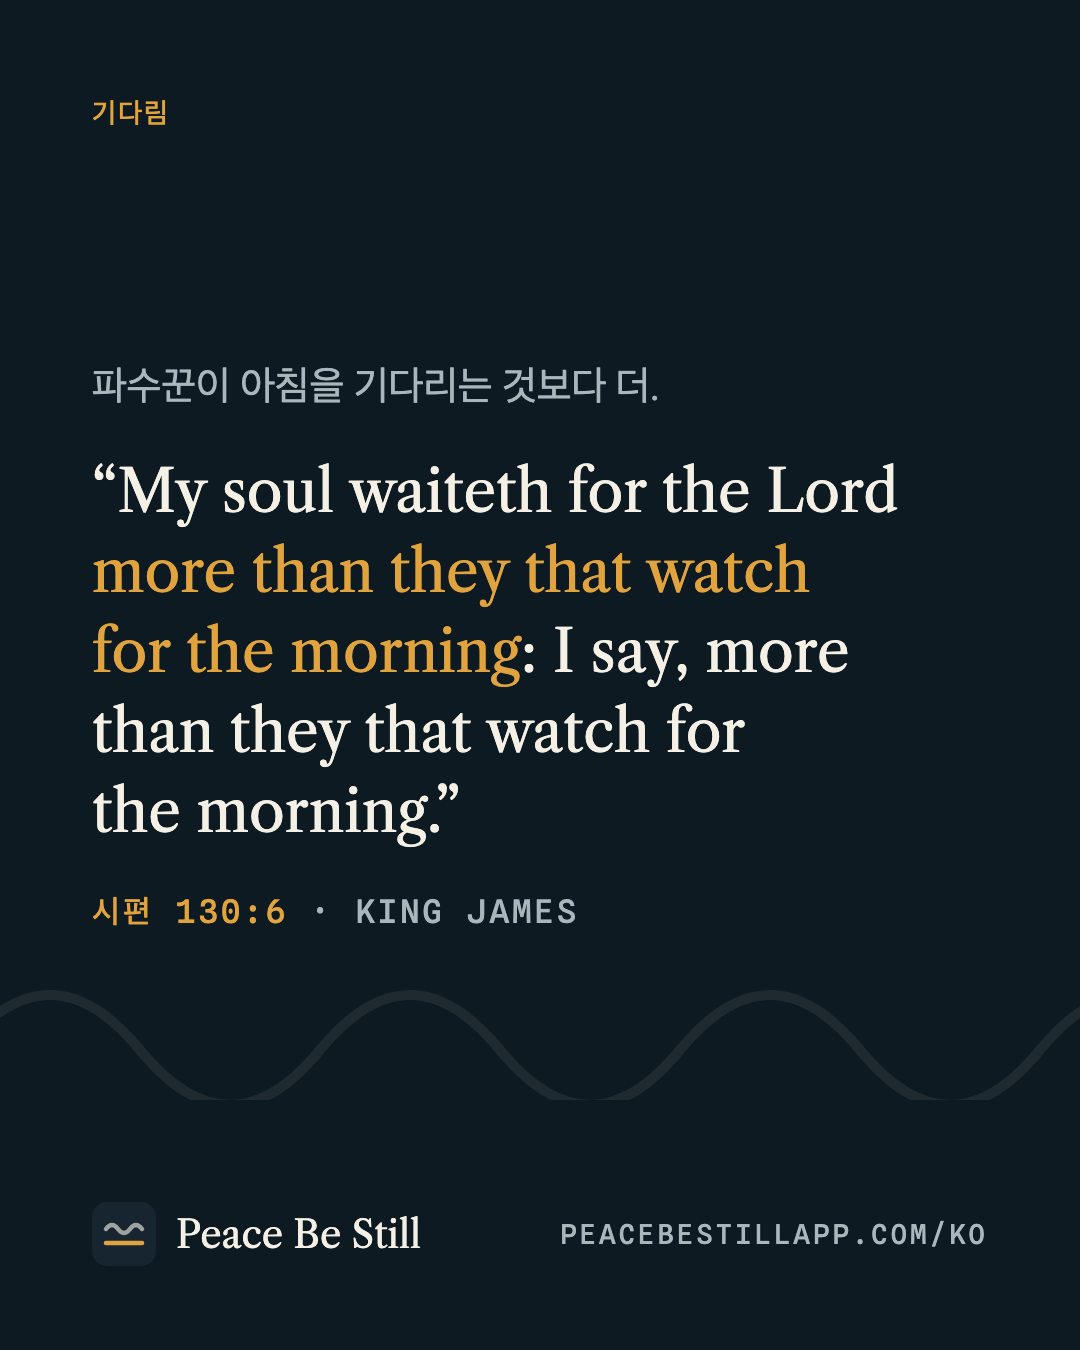 기다림
파수꾼이 아침을 기다리는 것보다 더.
“My soul waiteth for the Lord
more than they that watch
for the morning: I say, more
than they that watch for
the morning.”
시편 130:6 · KING JAMES
Peace Be Still
PEACEBESTILLAPP.COM/KO